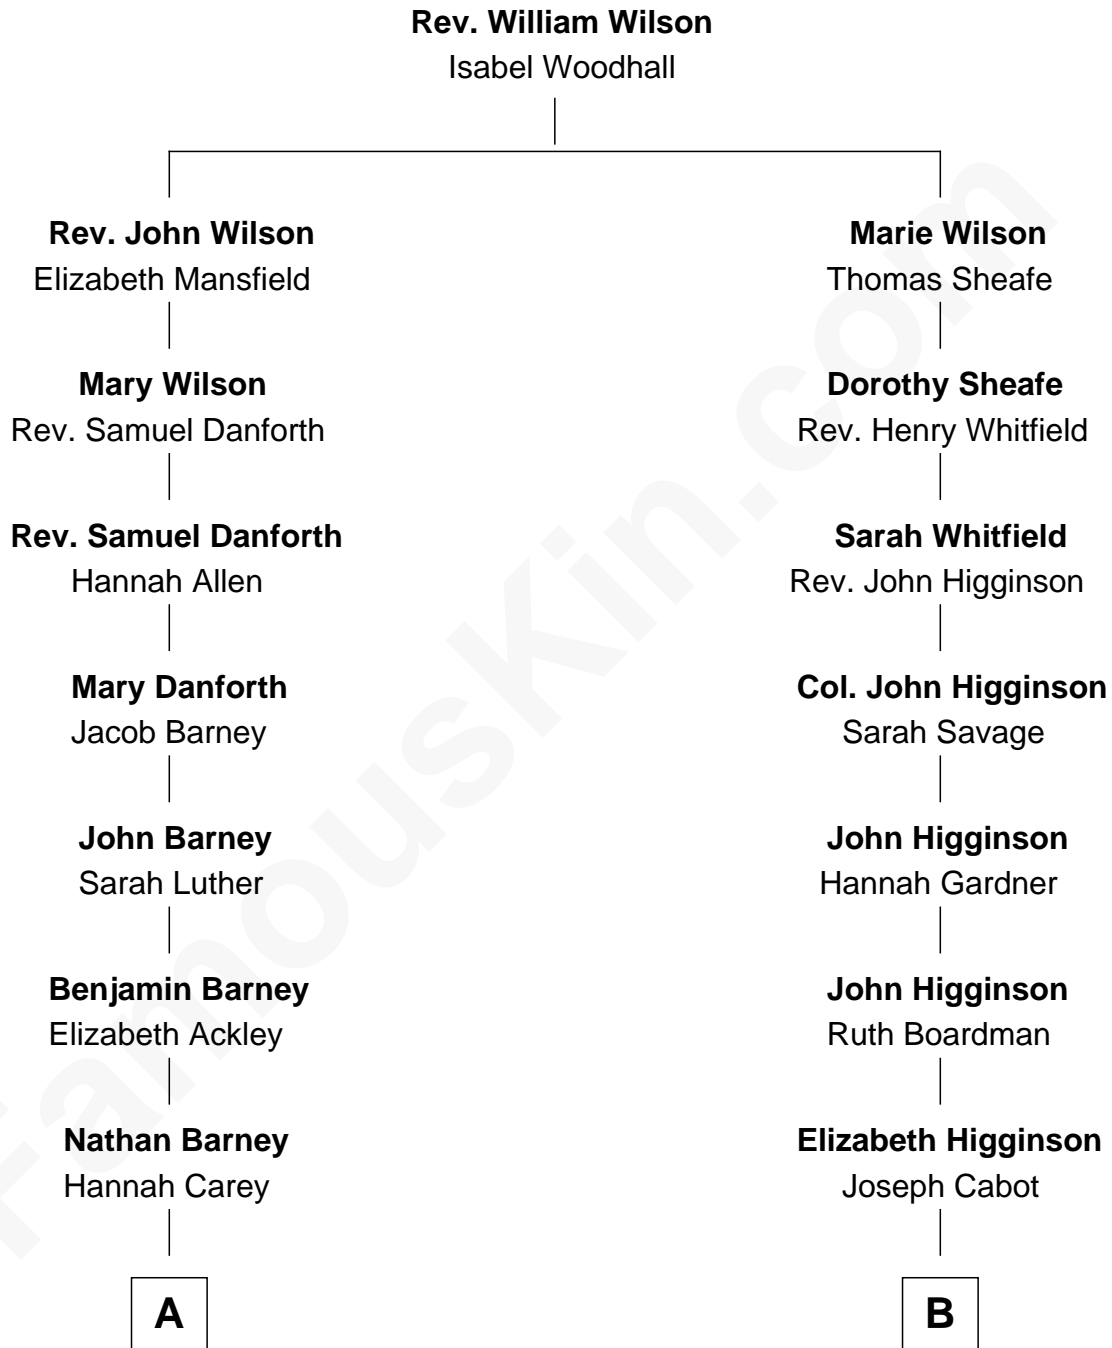 Rev. William Wilson
Isabel Woodhall
Rev. John Wilson
Elizabeth Mansfield
Marie Wilson
Thomas Sheafe
Mary Wilson
Rev. Samuel Danforth
Dorothy Sheafe
Rev. Henry Whitfield
Rev. Samuel Danforth
Hannah Allen
Sarah Whitfield
Rev. John Higginson
Mary Danforth
Jacob Barney
Col. John Higginson
Sarah Savage
John Barney
Sarah Luther
John Higginson
Hannah Gardner
Benjamin Barney
Elizabeth Ackley
John Higginson
Ruth Boardman
Nathan Barney
Hannah Carey
Elizabeth Higginson
Joseph Cabot
A
B
FamousKin.com